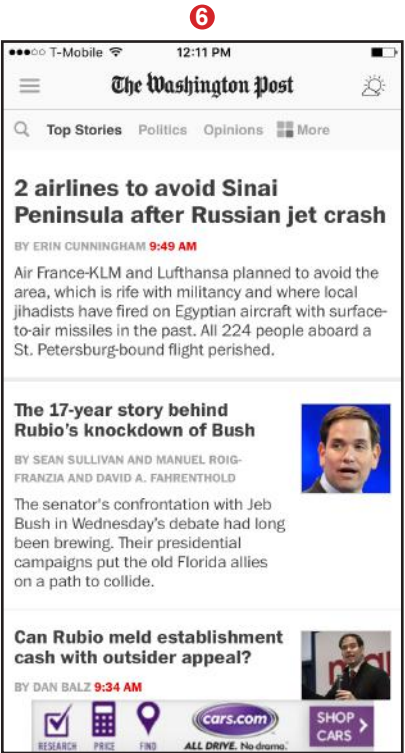 6
T-Mobile 12:11 PM
The Washington Post
Top Stories Politics Opinions More
2 airlines to avoid Sinai
Peninsula after Russian jet crash
BY ERIN CUNNINGHAM 9:49 AM
Air France-KLM and Lufthansa planned to avoid the
area, which is rife with militancy and where local
jihadists have fired on Egyptian aircraft with surface-
to-air missiles in the past. All 224 people aboard a
St. Petersburg-bound flight perished.
The 17-year story behind
Rubio's knockdown of Bush
BY SEAN SULLIVAN AND MANUEL ROIG-
FRANZIA AND DAVID A. FAHRENTHOLD
The senator's confrontation with Jeb
Bush in Wednesday's debate had long
been brewing. Their presidential
campaigns put the old Florida allies
on a path to collide.
Can Rubio meld establishment
cash with outsider appeal?
BY DAN BALZ 9:34 AM
cars.com
SHOP
CARS
RESEARCH PRICE FIND ALL DRIVE. No drama.